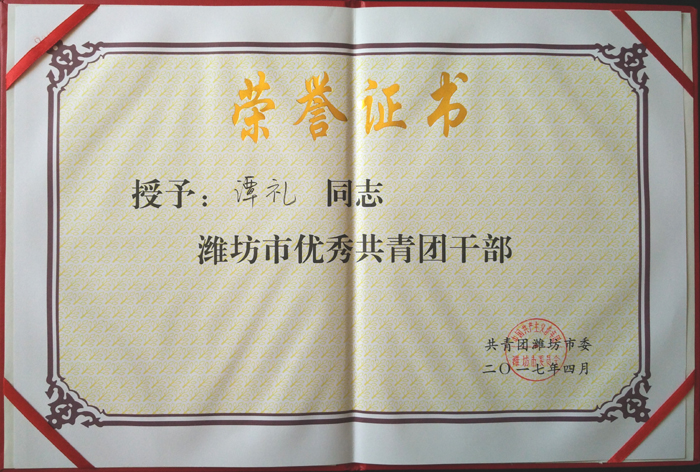 荣誉证书
授予：谭礼 同志
潍坊市优秀共青团干部
共青团潍坊市委
二〇一七年四月